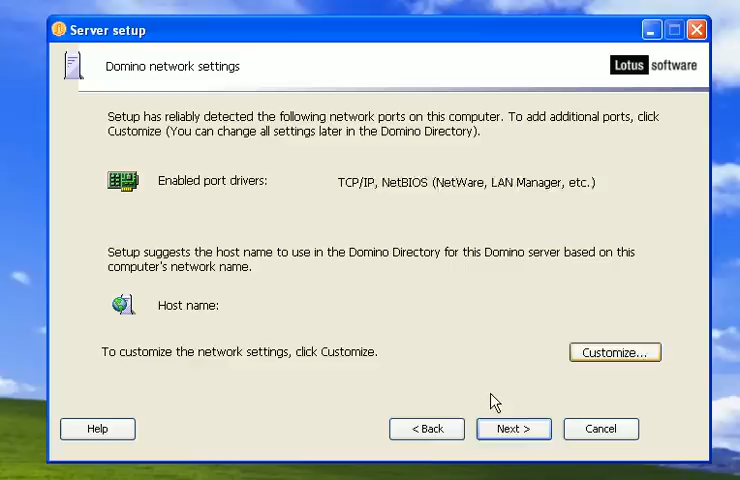 Server setup
Domino network settings
Lotus software
Setup has reliably detected the following network ports on this computer. To add additional ports, click
Customize (You can change all settings later in the Domino Directory).
Enabled port drivers: TCP/IP, NetBIOS (NetWare, LAN Manager, etc.)
Setup suggests the host name to use in the Domino Directory for this Domino server based on this
computer's network name.
Host name:
To customize the network settings, click Customize. Customize...
Help < Back Next > Cancel